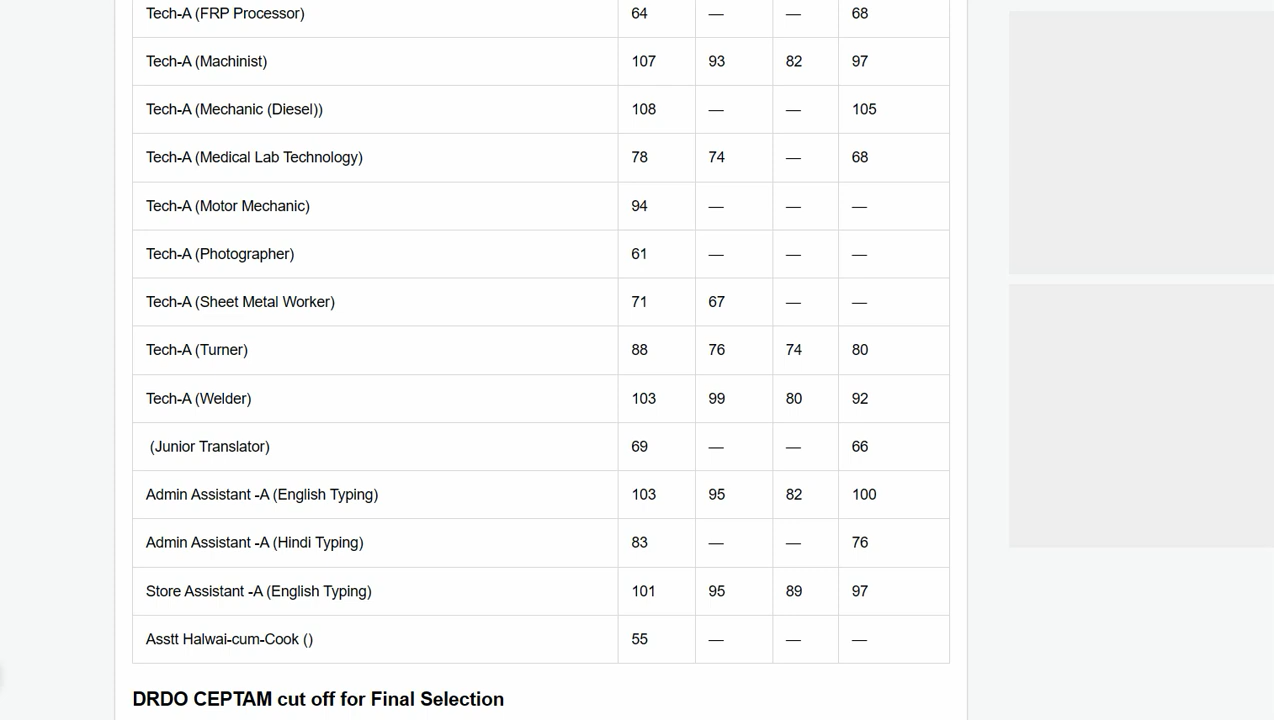 Tech-A (FRP Processor) 64 — — 68
Tech-A (Machinist) 107 93 82 97
Tech-A (Mechanic (Diesel)) 108 — — 105
Tech-A (Medical Lab Technology) 78 74 — 68
Tech-A (Motor Mechanic) 94 — — —
Tech-A (Photographer) 61 — — —
Tech-A (Sheet Metal Worker) 71 67 — —
Tech-A (Turner) 88 76 74 80
Tech-A (Welder) 103 99 80 92
(Junior Translator) 69 — — 66
Admin Assistant -A (English Typing) 103 95 82 100
Admin Assistant -A (Hindi Typing) 83 — — 76
Store Assistant -A (English Typing) 101 95 89 97
Asstt Halwai-cum-Cook () 55 — — —
DRDO CEPTAM cut off for Final Selection